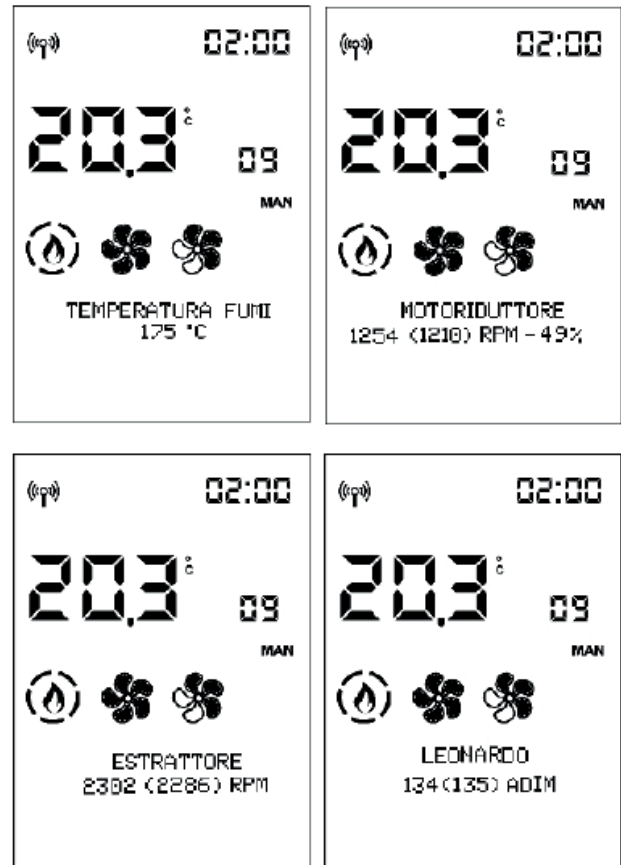 02:00
20.3 °C
09
MAN
TEMPERATURA FUMI
175 °C
02:00
20.3 °C
09
MAN
MOTORIDUTTORE
1254 (1210) RPM - 49%
02:00
20.3 °C
09
MAN
ESTRATTORE
2302 (2286) RPM
02:00
20.3 °C
09
MAN
LEONARDO
134(135) ADIM